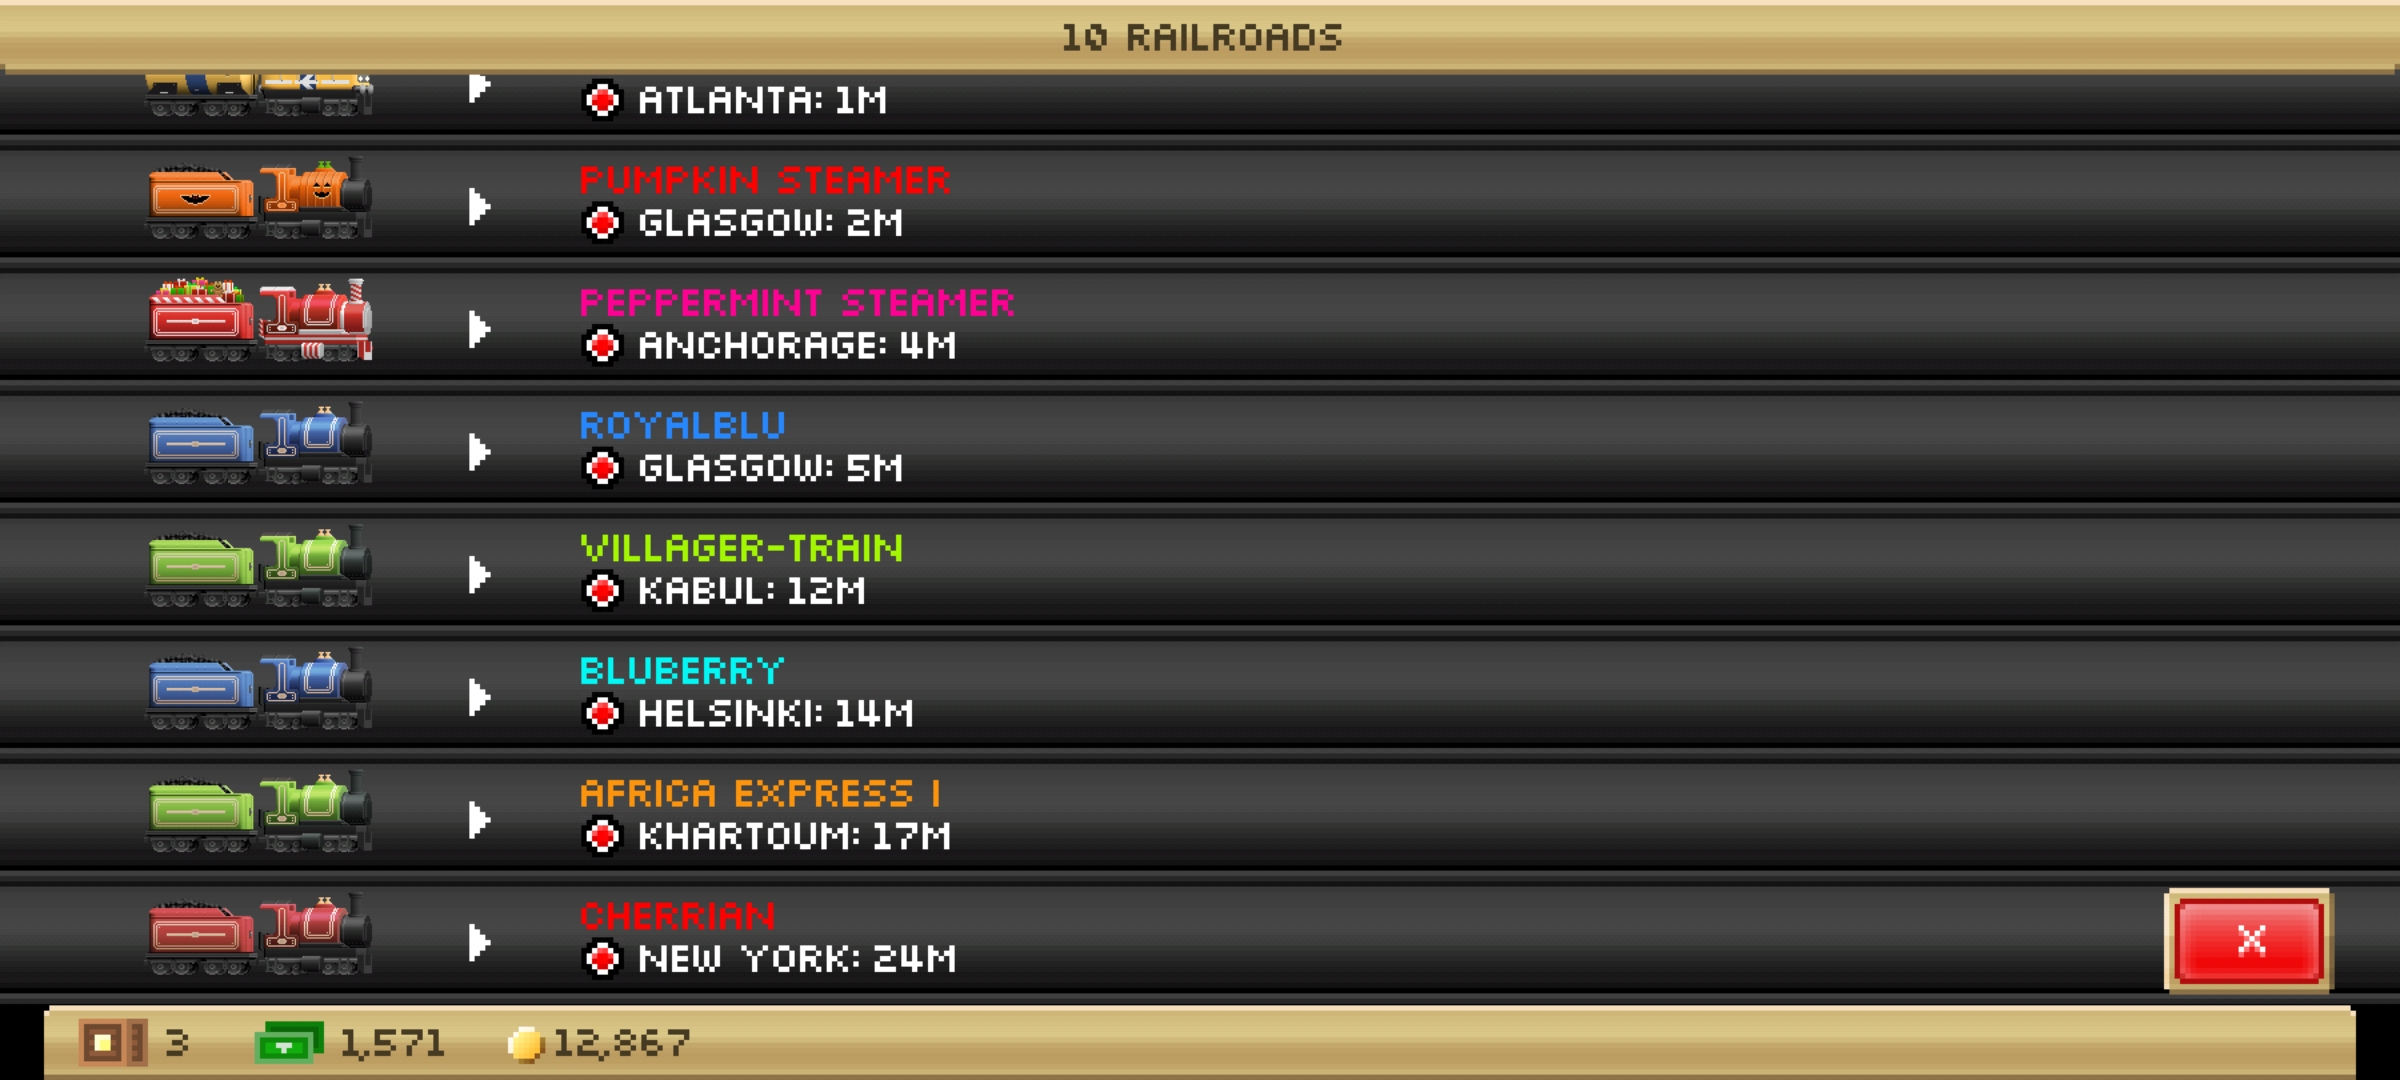 10 RAILROADS
ATLANTA: 1M
PUMPKIN STEAMER
GLASGOW: 2M
PEPPERMINT STEAMER
ANCHORAGE: 4M
ROYALBLU
GLASGOW: 5M
VILLAGER-TRAIN
KABUL: 12M
BLUBERRY
HELSINKI: 14M
AFRICA EXPRESS I
KHARTOUM: 17M
CHERRIAN
NEW YORK: 24M
X
3 1,571 12,867